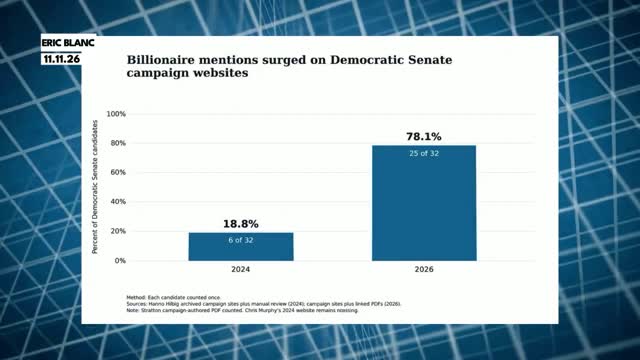 ERIC BLANC
11.11.26
Billionaire mentions surged on Democratic Senate
campaign websites
Percent of Democratic Senate candidates
100%
80%
60%
40%
20%
0%
18.8%
6 of 32
78.1%
25 of 32
2024
2026
Method: Each candidate counted once.
Sources: Hanno Hilbig archived campaign sites plus manual review (2024); campaign sites plus linked PDFs (2026).
Note: Stratton campaign-authored PDF counted. Chris Murphy's 2024 website remains missing.